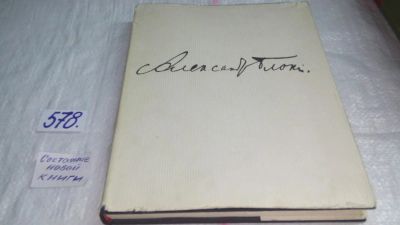 Александр Блок.
578.
Состояние
новой
книги